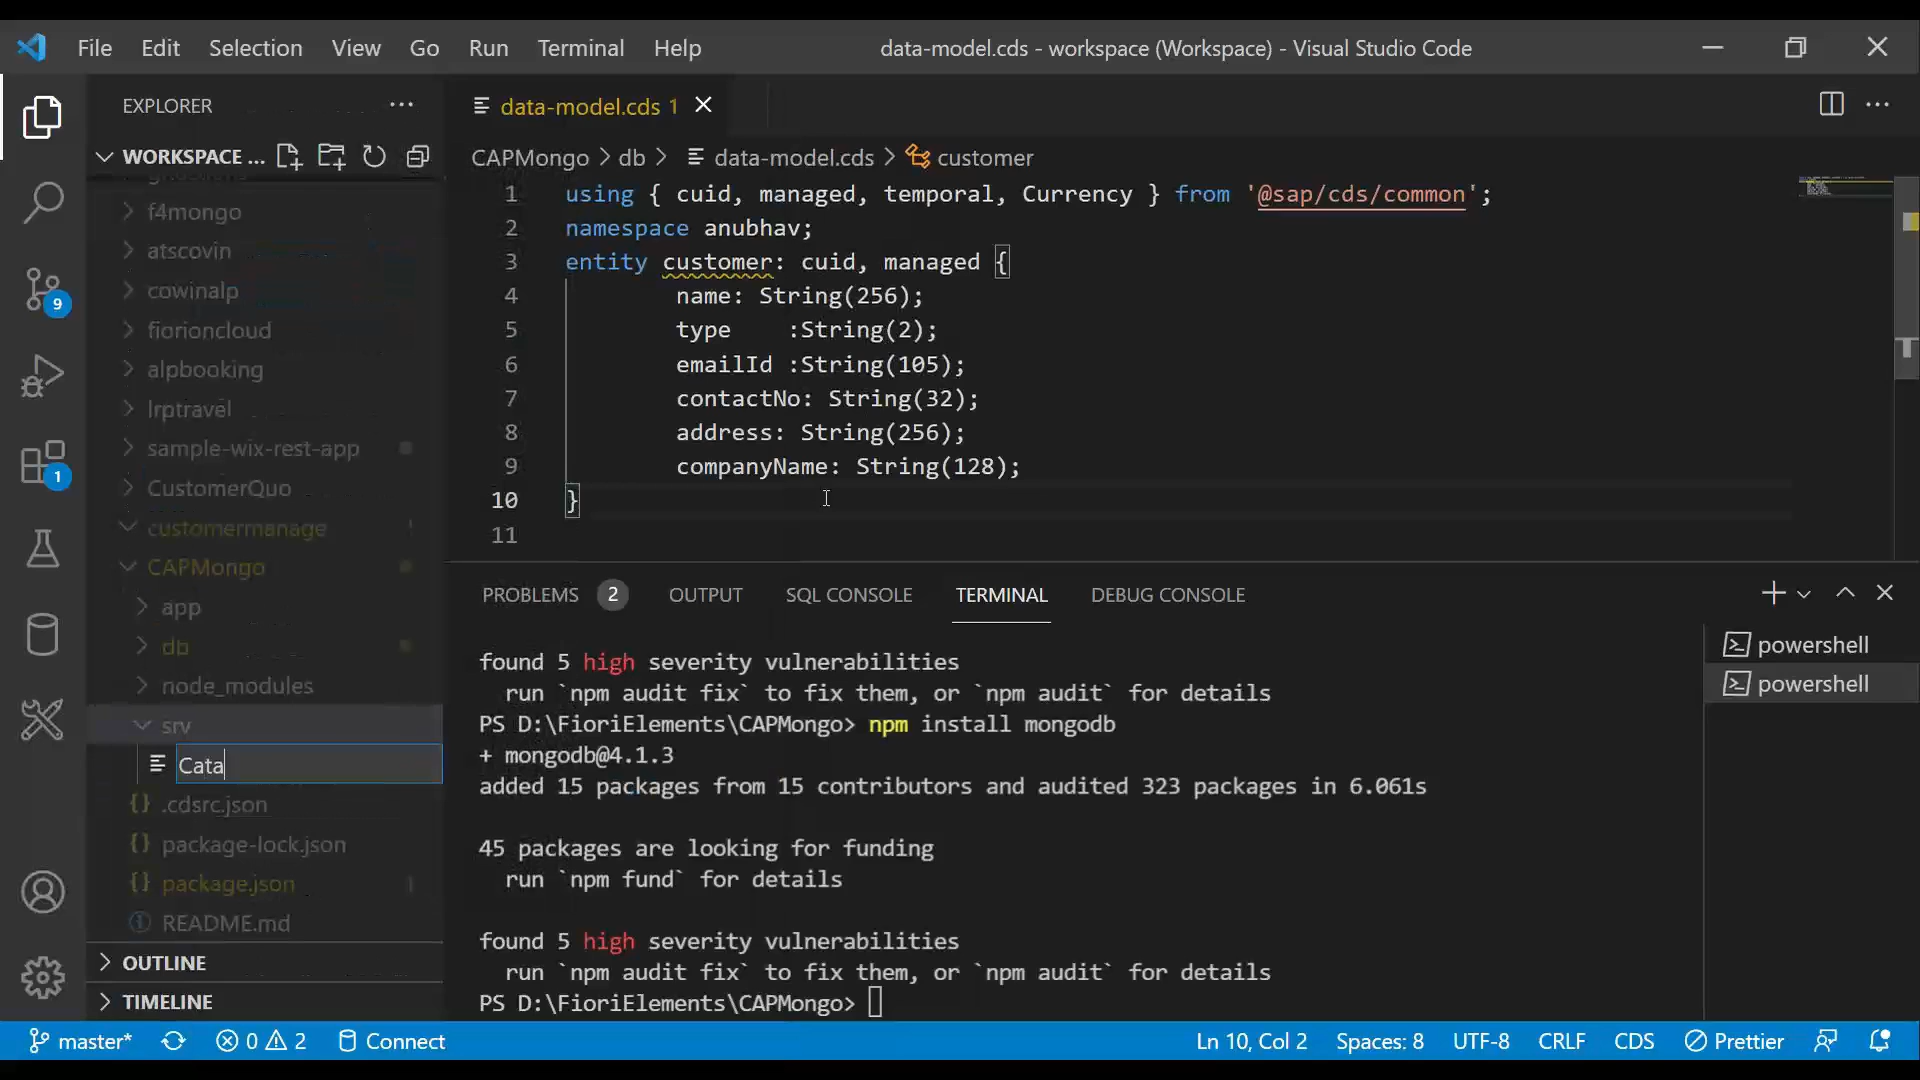 File Edit Selection View Go Run Terminal Help
data-model.cds - workspace (Workspace) - Visual Studio Code
EXPLORER
WORKSPACE ...
f4mongo
atscovin
cowinalp
fiorioncloud
alpbooking
lrptravel
sample-wix-rest-app
CustomerQuo
customermanage 1
CAPMongo
app
db
node_modules
srv
Cata
.cdsrc.json
package-lock.json
package.json 1
README.md
OUTLINE
TIMELINE
9
1
data-model.cds 1
CAPMongo > db > data-model.cds > customer
1 using { cuid, managed, temporal, Currency } from '@sap/cds/common';
2 namespace anubhav;
3 entity customer: cuid, managed {
4 name: String(256);
5 type :String(2);
6 emailId :String(105);
7 contactNo: String(32);
8 address: String(256);
9 companyName: String(128);
10 }
11
PROBLEMS 2 OUTPUT SQL CONSOLE TERMINAL DEBUG CONSOLE
found 5 high severity vulnerabilities
run `npm audit fix` to fix them, or `npm audit` for details
PS D:\FioriElements\CAPMongo> npm install mongodb
+ mongodb@4.1.3
added 15 packages from 15 contributors and audited 323 packages in 6.061s
45 packages are looking for funding
run `npm fund` for details
found 5 high severity vulnerabilities
run `npm audit fix` to fix them, or `npm audit` for details
PS D:\FioriElements\CAPMongo>
powershell
powershell
master* 0 2 Connect
Ln 10, Col 2 Spaces: 8 UTF-8 CRLF CDS Prettier